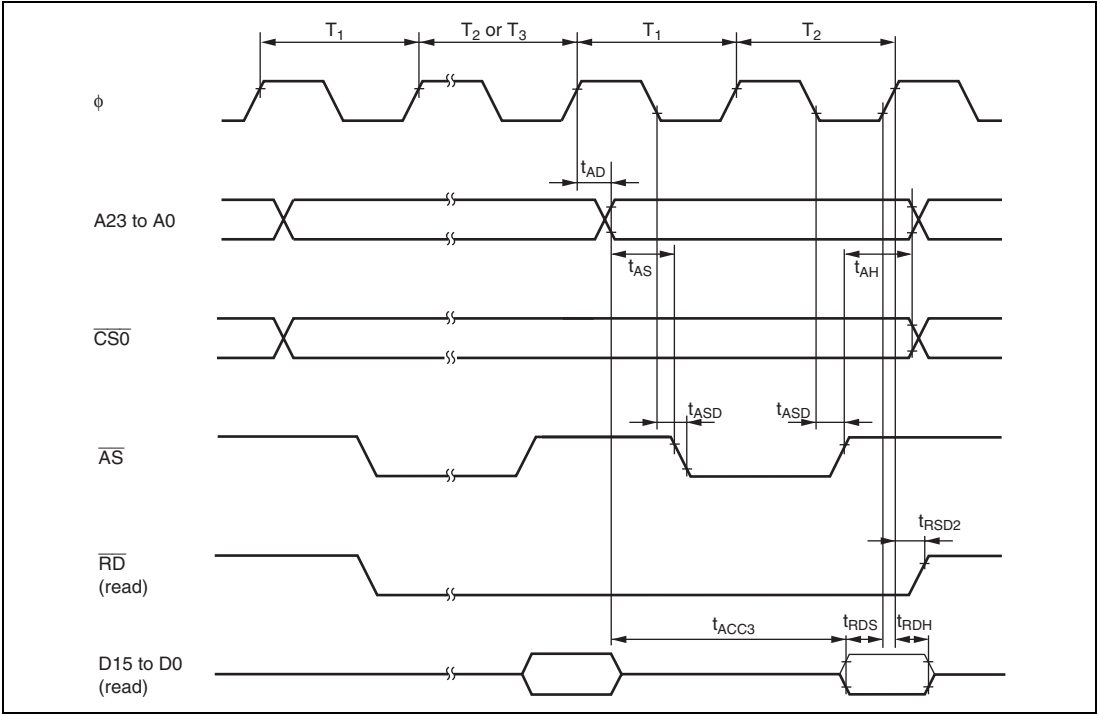 T1 T2 or T3 T1 T2
φ
tAD
A23 to A0
tAS tAH
CS0
tASD tASD
AS
tRSD2
RD
(read)
tACC3 tRDS tRDH
D15 to D0
(read)